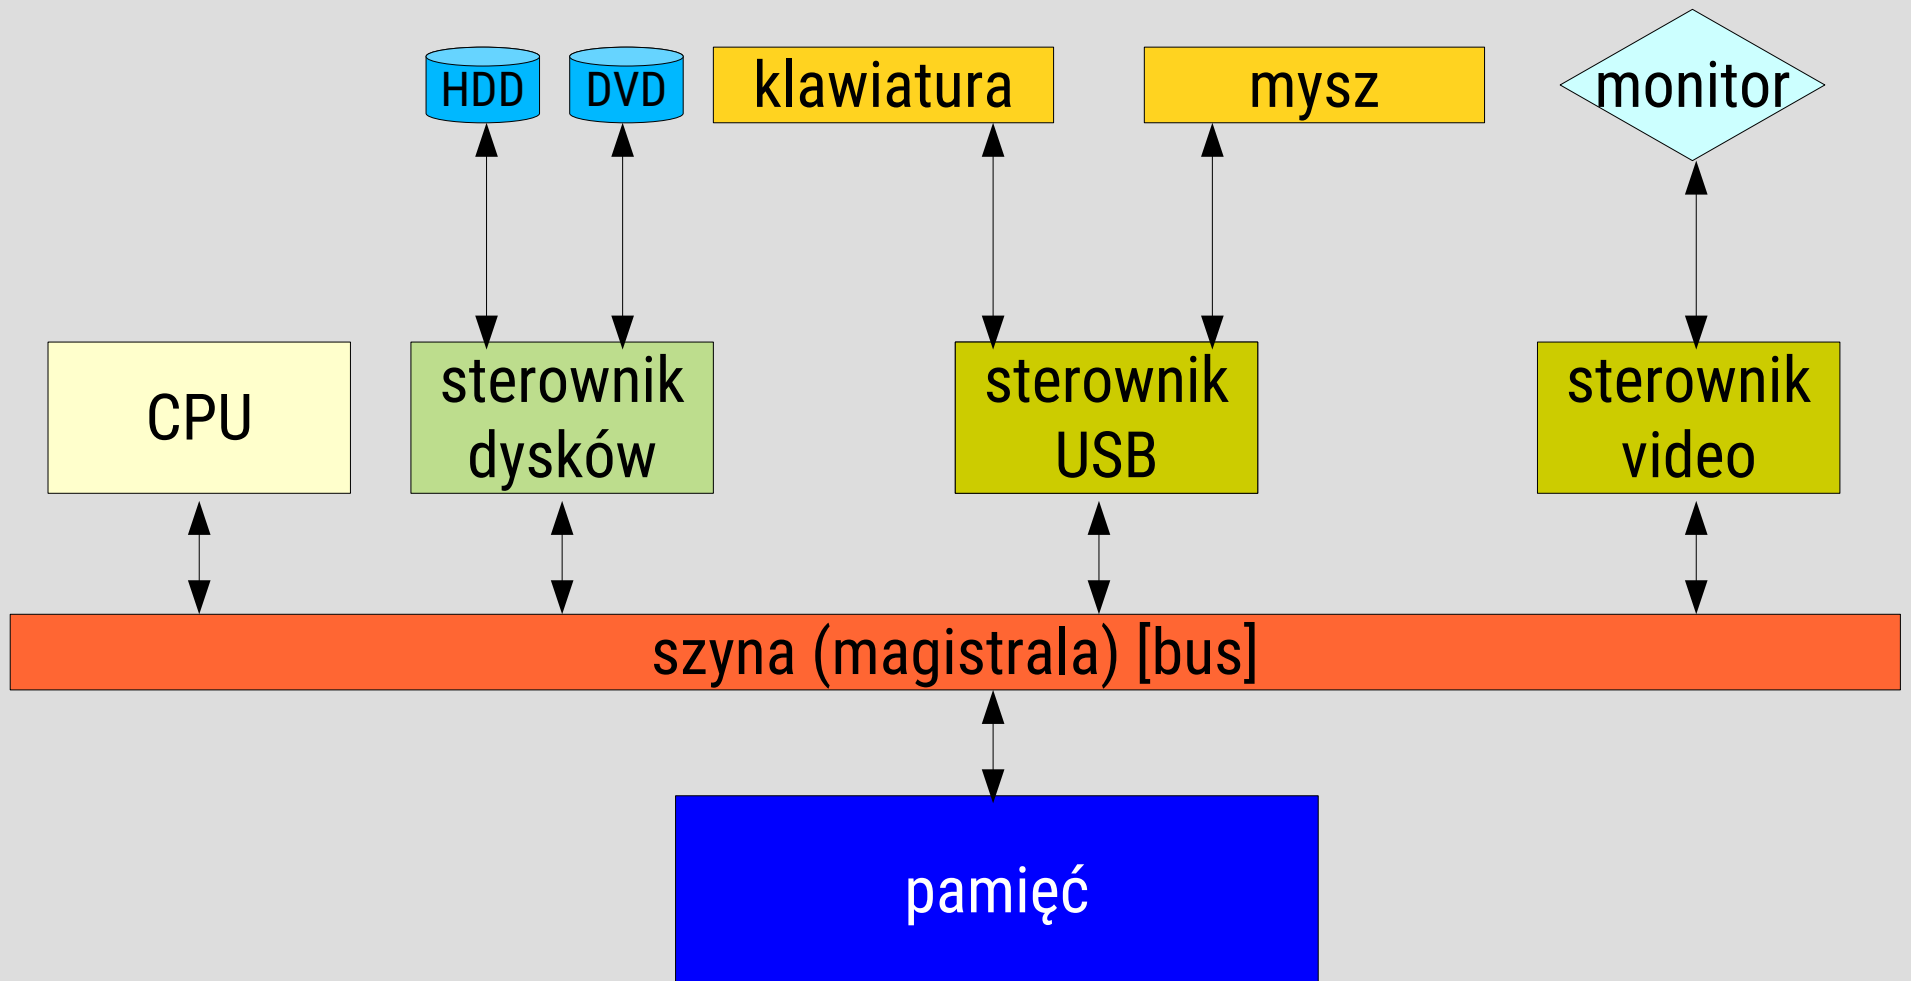 HDD
DVD
klawiatura
mysz
monitor
CPU
sterownik
dysków
sterownik
USB
sterownik
video
szyna (magistrala) [bus]
pamięć